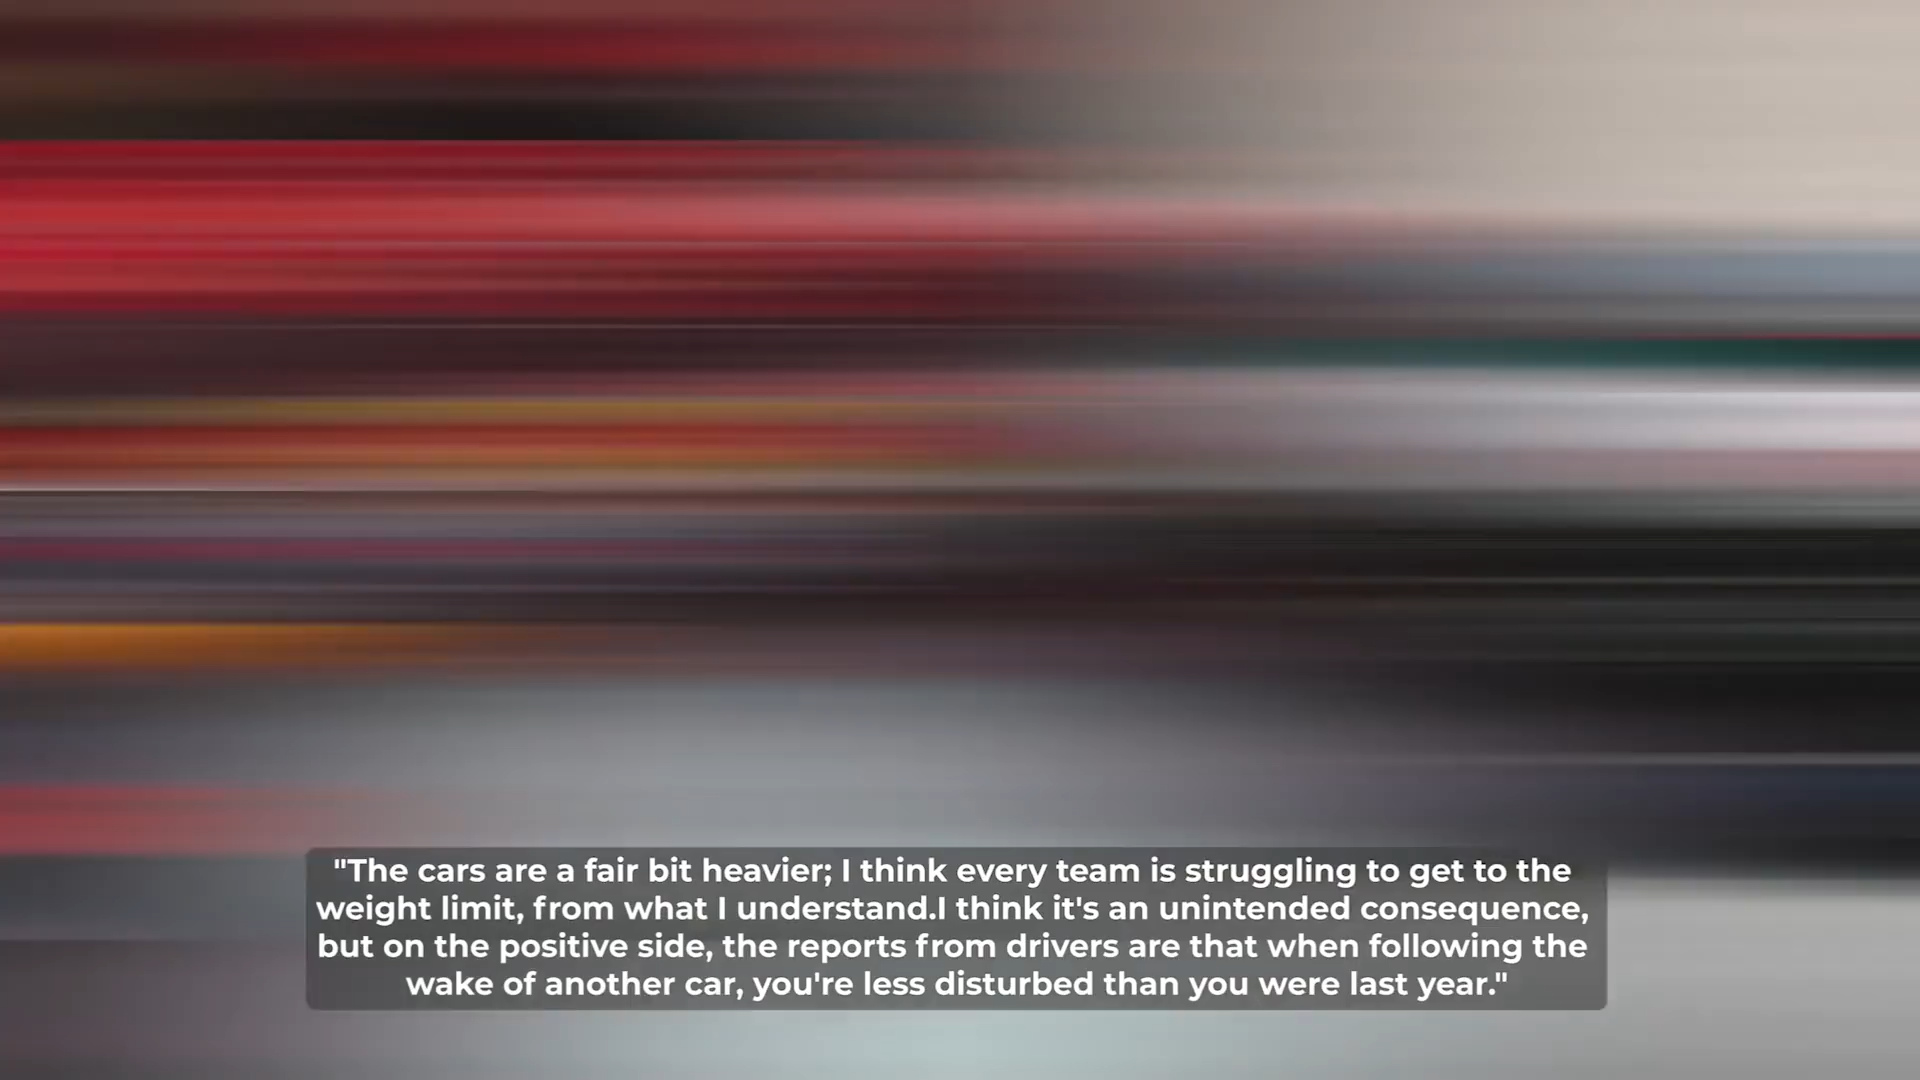 "The cars are a fair bit heavier; I think every team is struggling to get to the
weight limit, from what I understand.I think it's an unintended consequence,
but on the positive side, the reports from drivers are that when following the
wake of another car, you're less disturbed than you were last year."